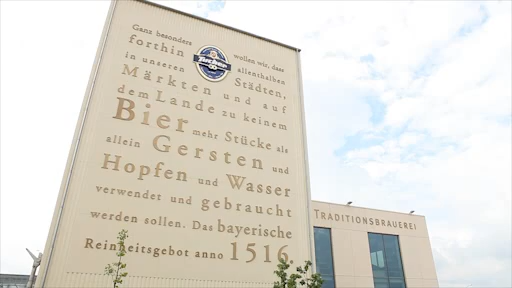 Ganz besonders
forthin wollen wir, dass
in unseren allenthalben
Städten,
Märkten und auf
dem Lande zu keinem
Bier mehr Stücke als
allein Gersten und
Hopfen und Wasser
verwendet und gebraucht
werden sollen. Das bayerische
Reinheitsgebot anno 1516.
Tucher
TRADITIONSBRAUEREI